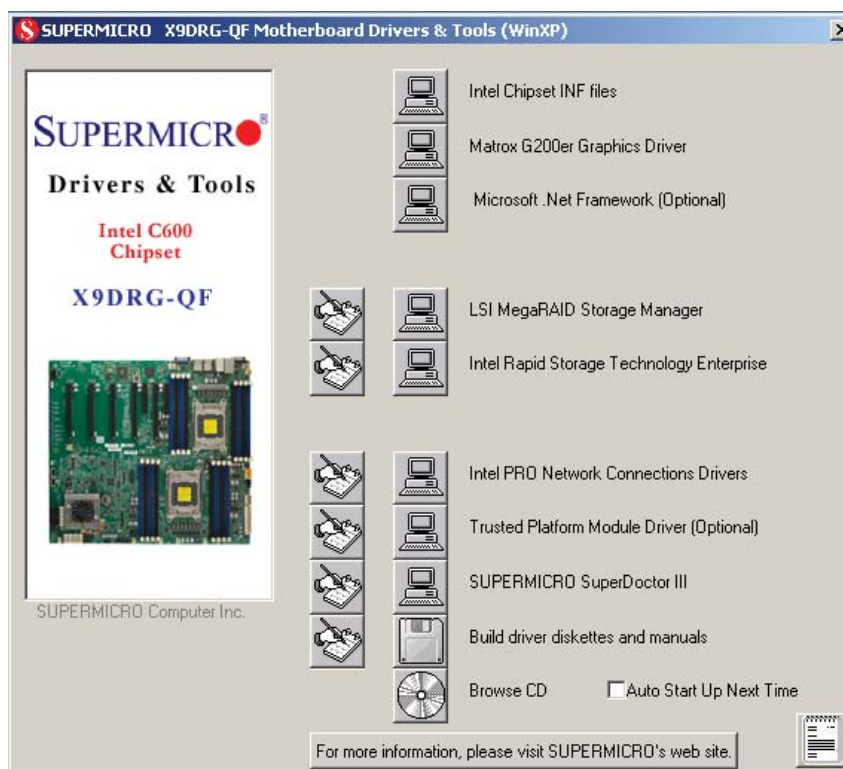 SUPERMICRO X9DRG-QF Motherboard Drivers & Tools (WinXP)
SUPERMICRO®
Drivers & Tools
Intel C600
Chipset
X9DRG-QF
SUPERMICRO Computer Inc.
Intel Chipset INF files
Matrox G200er Graphics Driver
Microsoft .Net Framework (Optional)
LSI MegaRAID Storage Manager
Intel Rapid Storage Technology Enterprise
Intel PRO Network Connections Drivers
Trusted Platform Module Driver (Optional)
SUPERMICRO SuperDoctor III
Build driver diskettes and manuals
Browse CD Auto Start Up Next Time
For more information, please visit SUPERMICRO's web site.